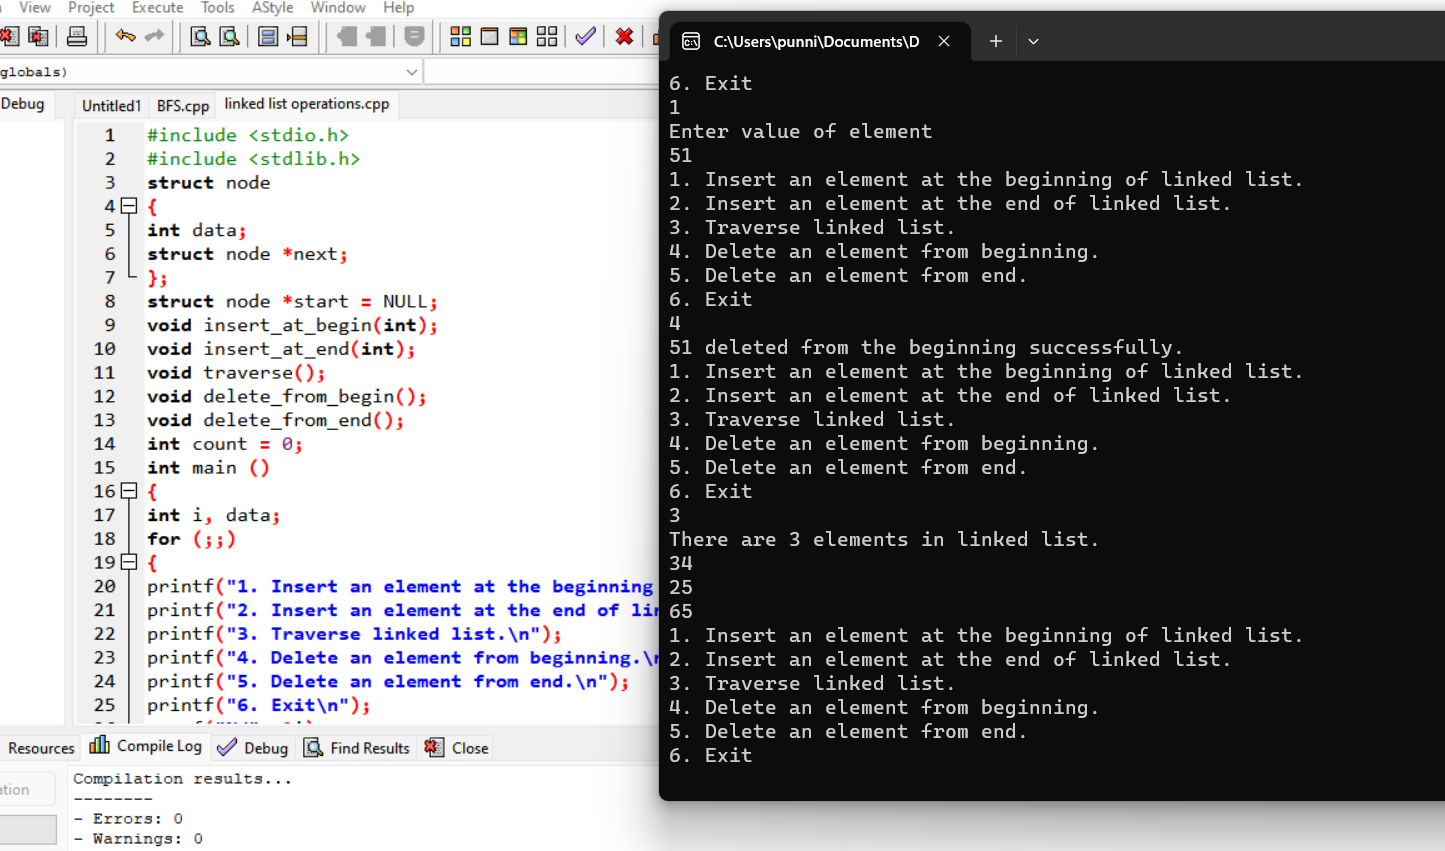 View Project Execute Tools AStyle Window Help
globals)
Debug
Untitled1 BFS.cpp linked list operations.cpp
1 #include <stdio.h>
2 #include <stdlib.h>
3 struct node
4 {
5 int data;
6 struct node *next;
7 };
8 struct node *start = NULL;
9 void insert_at_begin(int);
10 void insert_at_end(int);
11 void traverse();
12 void delete_from_begin();
13 void delete_from_end();
14 int count = 0;
15 int main ()
16 {
17 int i, data;
18 for (;;)
19 {
20 printf("1. Insert an element at the beginning
21 printf("2. Insert an element at the end of lin
22 printf("3. Traverse linked list.\n");
23 printf("4. Delete an element from beginning.\n
24 printf("5. Delete an element from end.\n");
25 printf("6. Exit\n");
Resources Compile Log Debug Find Results Close
ation
Compilation results...
--------
- Errors: 0
- Warnings: 0
C:\Users\punni\Documents\D
6. Exit
1
Enter value of element
51
1. Insert an element at the beginning of linked list.
2. Insert an element at the end of linked list.
3. Traverse linked list.
4. Delete an element from beginning.
5. Delete an element from end.
6. Exit
4
51 deleted from the beginning successfully.
1. Insert an element at the beginning of linked list.
2. Insert an element at the end of linked list.
3. Traverse linked list.
4. Delete an element from beginning.
5. Delete an element from end.
6. Exit
3
There are 3 elements in linked list.
34
25
65
1. Insert an element at the beginning of linked list.
2. Insert an element at the end of linked list.
3. Traverse linked list.
4. Delete an element from beginning.
5. Delete an element from end.
6. Exit